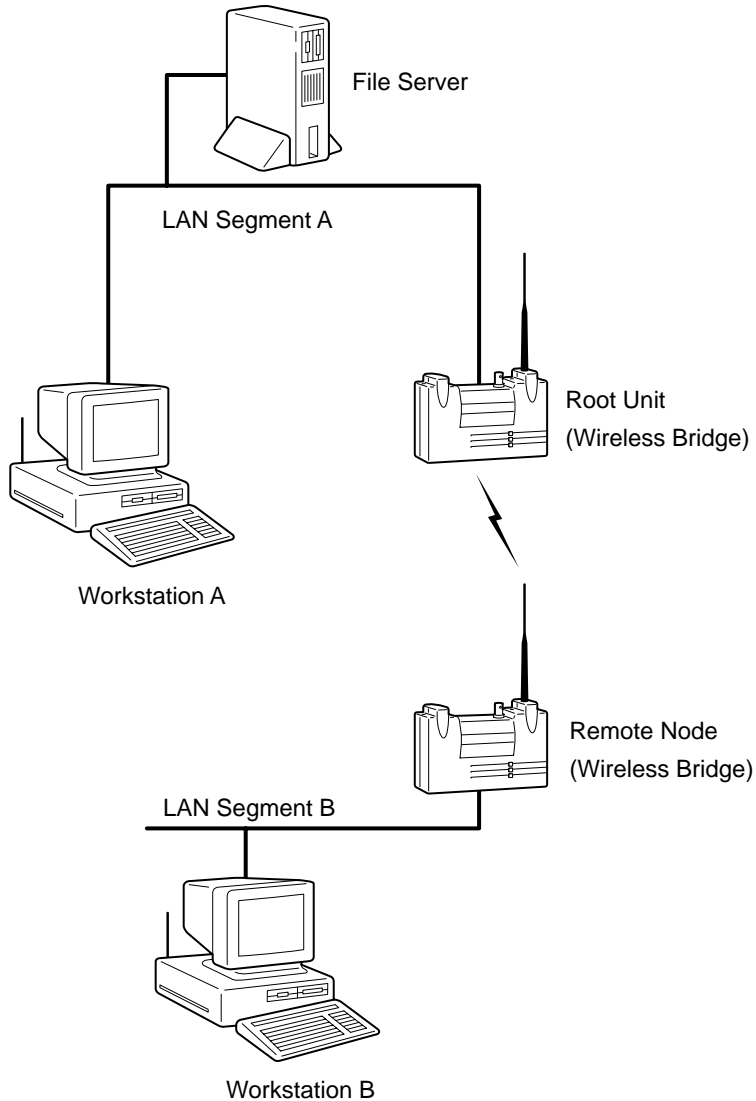 File Server
LAN Segment A
Root Unit
(Wireless Bridge)
Workstation A
Remote Node
(Wireless Bridge)
LAN Segment B
Workstation B